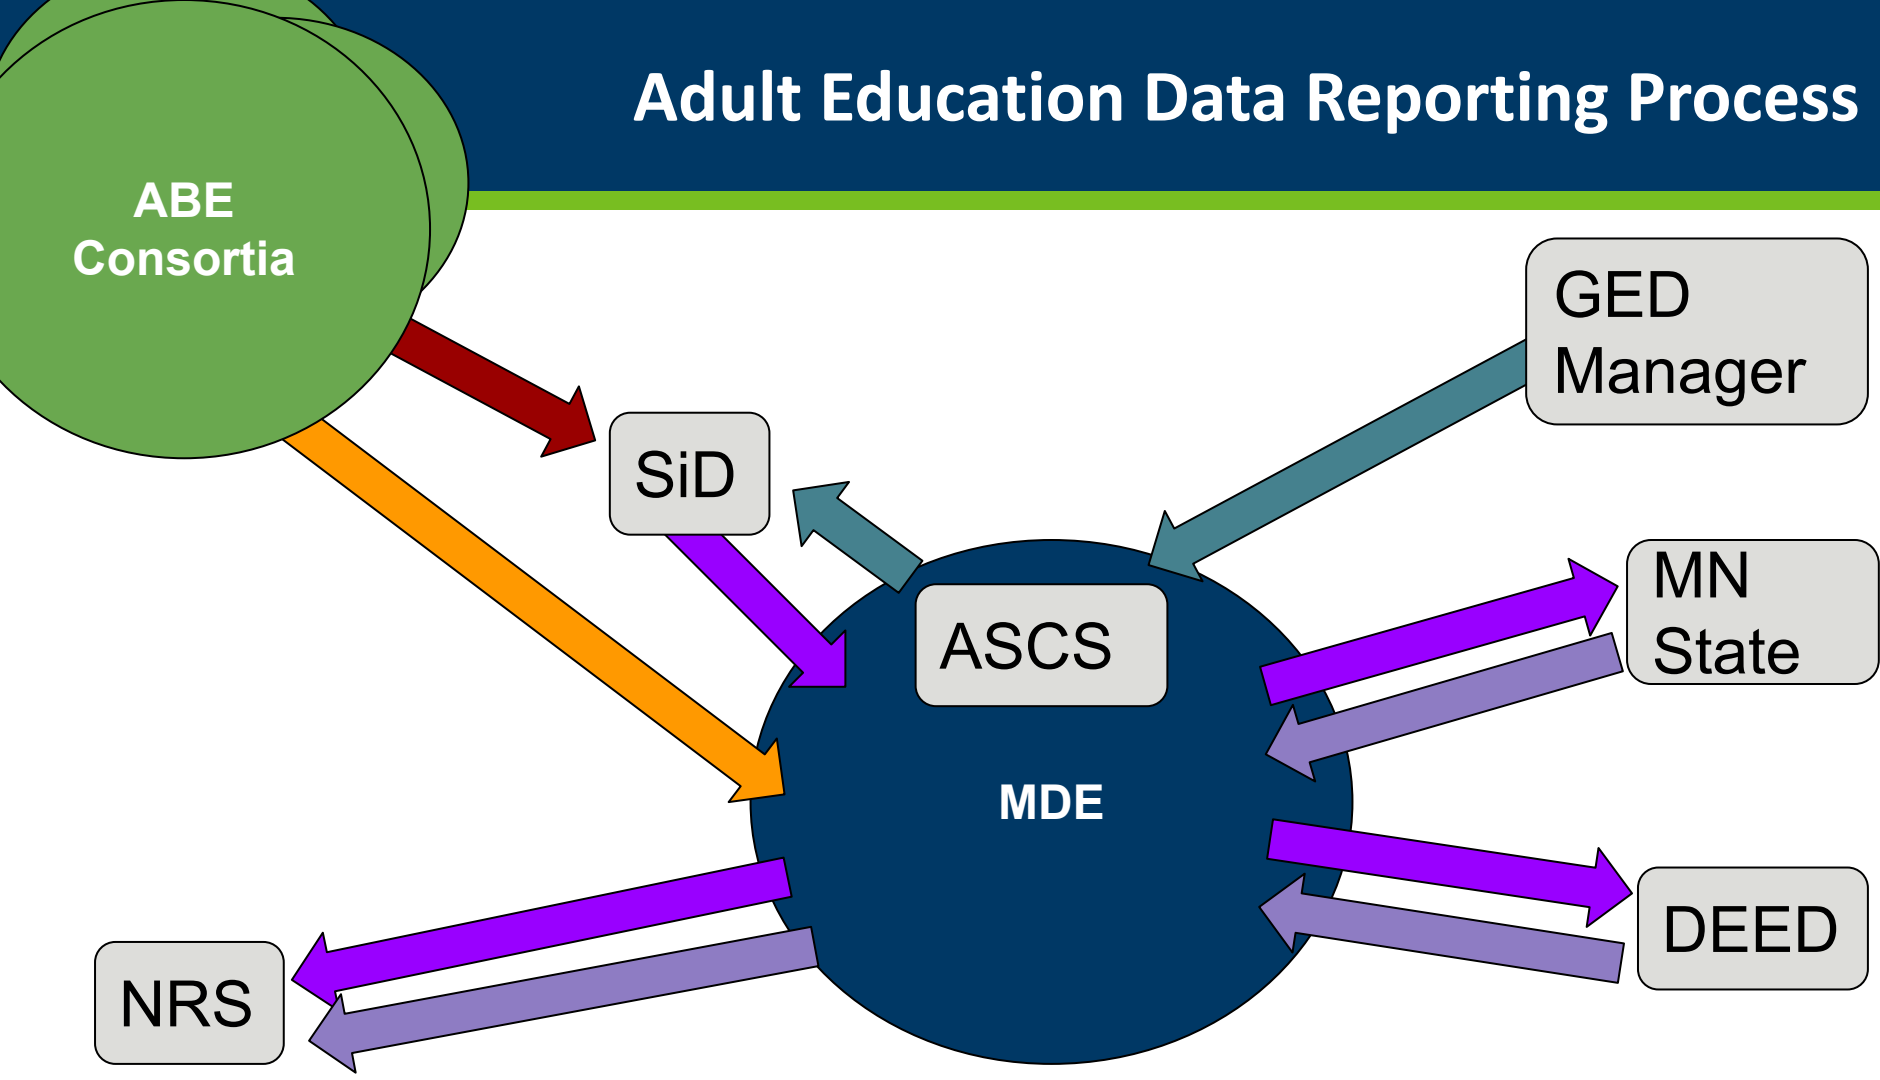 Adult Education Data Reporting Process
ABE
Consortia
GED
Manager
SiD
MN
State
ASCS
MDE
DEED
NRS